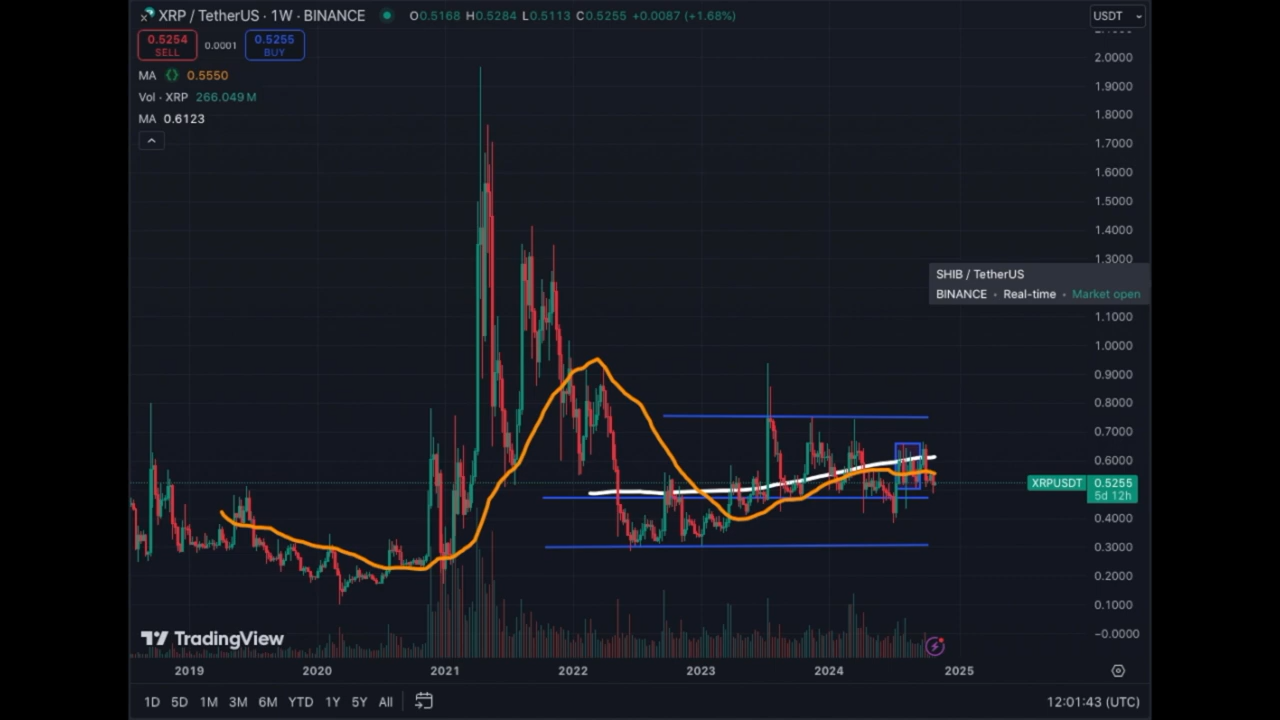 XRP / TetherUS · 1W · BINANCE O0.5168 H0.5284 L0.5113 C0.5255 +0.0087 (+1.68%)
USDT
0.5254
SELL
0.0001
0.5255
BUY
MA 0.5550
Vol · XRP 266.049 M
MA 0.6123
2.0000
1.9000
1.8000
1.7000
1.6000
1.5000
1.4000
1.3000
SHIB / TetherUS
BINANCE • Real-time • Market open
1.1000
1.0000
0.9000
0.8000
0.7000
0.6000
XRPUSDT 0.5255
5d 12h
0.4000
0.3000
0.2000
0.1000
−0.0000
TradingView
2019 2020 2021 2022 2023 2024 2025
1D 5D 1M 3M 6M YTD 1Y 5Y All
12:01:43 (UTC)